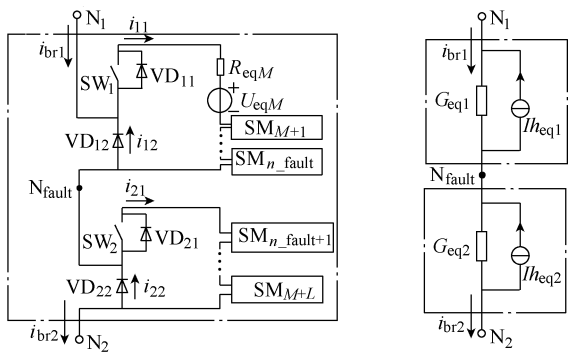 N1
i11
ibr1
SW1
VD11
ReqM
+
UeqM
−
SMM+1
VD12
i12
SMn_fault
Nfault
i21
SW2
VD21
SMn_fault+1
VD22
i22
SMM+L
ibr2
N2
N1
ibr1
Geq1
Iheq1
Nfault
Geq2
Iheq2
ibr2
N2